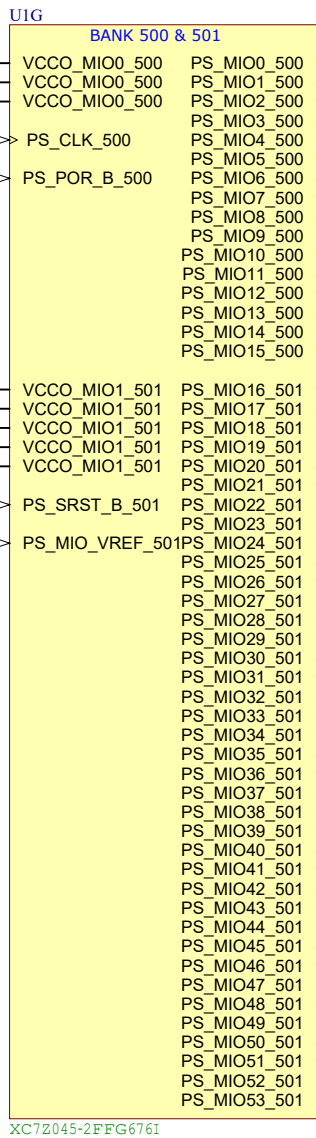 U1G
BANK 500 & 501
VCCO_MIO0_500 PS_MIO0_500
VCCO_MIO0_500 PS_MIO1_500
VCCO_MIO0_500 PS_MIO2_500
PS_MIO3_500
PS_CLK_500 PS_MIO4_500
PS_MIO5_500
PS_POR_B_500 PS_MIO6_500
PS_MIO7_500
PS_MIO8_500
PS_MIO9_500
PS_MIO10_500
PS_MIO11_500
PS_MIO12_500
PS_MIO13_500
PS_MIO14_500
PS_MIO15_500
VCCO_MIO1_501 PS_MIO16_501
VCCO_MIO1_501 PS_MIO17_501
VCCO_MIO1_501 PS_MIO18_501
VCCO_MIO1_501 PS_MIO19_501
VCCO_MIO1_501 PS_MIO20_501
PS_MIO21_501
PS_SRST_B_501 PS_MIO22_501
PS_MIO23_501
PS_MIO_VREF_501 PS_MIO24_501
PS_MIO25_501
PS_MIO26_501
PS_MIO27_501
PS_MIO28_501
PS_MIO29_501
PS_MIO30_501
PS_MIO31_501
PS_MIO32_501
PS_MIO33_501
PS_MIO34_501
PS_MIO35_501
PS_MIO36_501
PS_MIO37_501
PS_MIO38_501
PS_MIO39_501
PS_MIO40_501
PS_MIO41_501
PS_MIO42_501
PS_MIO43_501
PS_MIO44_501
PS_MIO45_501
PS_MIO46_501
PS_MIO47_501
PS_MIO48_501
PS_MIO49_501
PS_MIO50_501
PS_MIO51_501
PS_MIO52_501
PS_MIO53_501
XC7Z045-2FFG676I